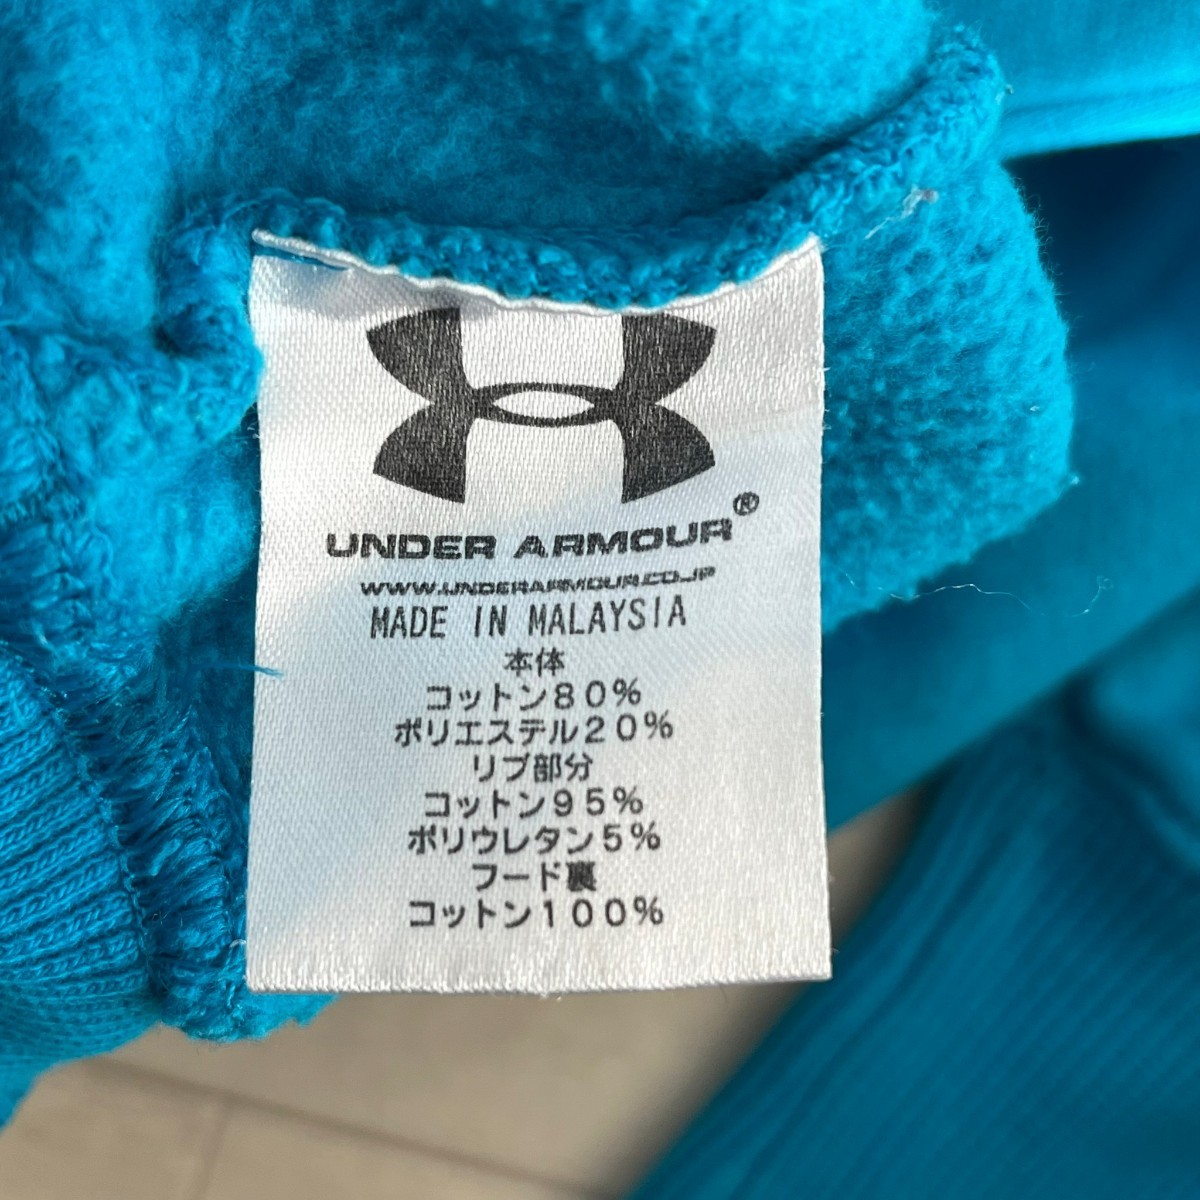 UNDER ARMOUR®
WWW.UNDERARMOUR.CO.JP
MADE IN MALAYSIA
本体
コットン80%
ポリエステル20%
リブ部分
コットン95%
ポリウレタン5%
フード裏
コットン100%